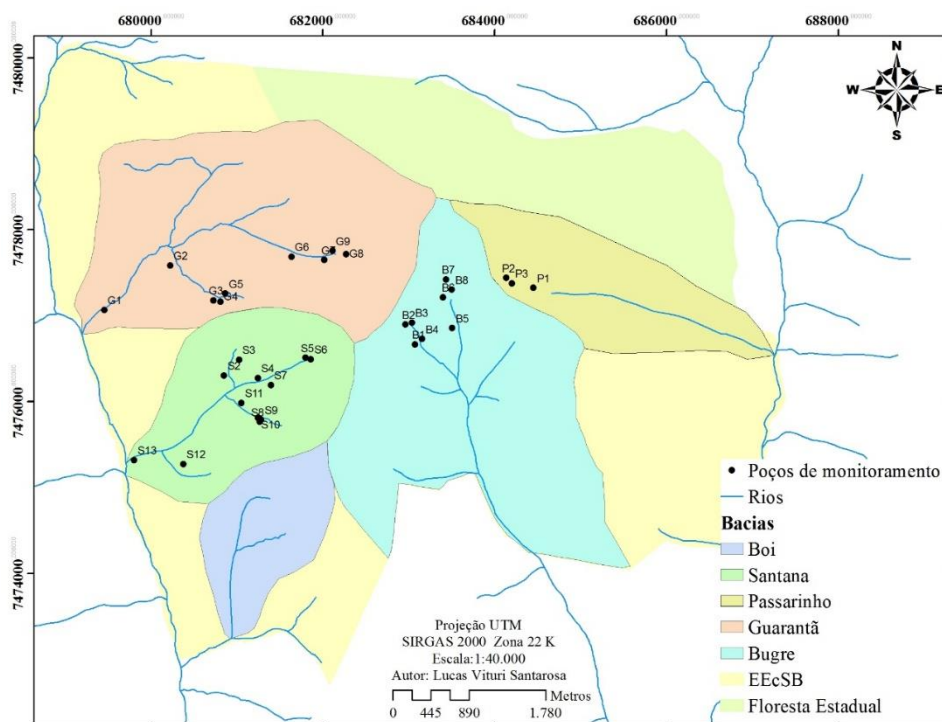 680000 682000 684000 686000 688000
7480000
7478000
7476000
7474000
N
W E
S
G1
G2
G3
G4
G5
G6
G9
G8
P2
P3
P1
B7
B8
B2
B3
B1
B4
B5
S3
S2
S4
S5
S6
S7
S11
S8
S9
S10
S12
S13
Poços de monitoramento
Rios
Bacias
Boi
Santana
Passarinho
Guarantã
Bugre
EEcSB
Floresta Estadual
Projeção UTM
SIRGAS 2000 Zona 22 K
Escala:1:40.000
Autor: Lucas Vituri Santarosa
Metros
0 445 890 1.780